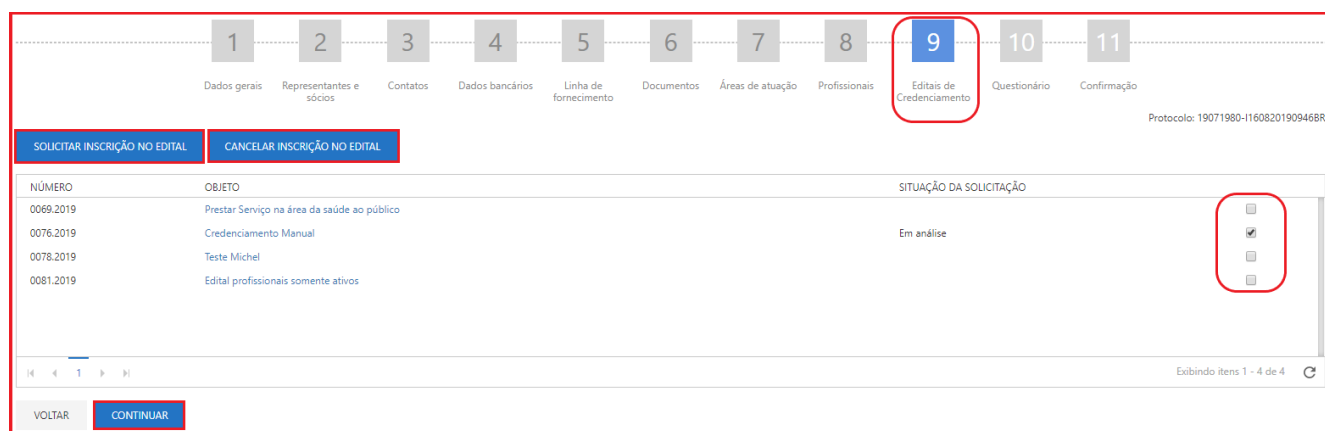 1 2 3 4 5 6 7 8 9 10 11
Dados gerais Representantes e sócios Contatos Dados bancários Linha de fornecimento Documentos Áreas de atuação Profissionais Editais de Credenciamento Questionário Confirmação
Protocolo: 19071980-I160820190946BR
SOLICITAR INSCRIÇÃO NO EDITAL CANCELAR INSCRIÇÃO NO EDITAL
NÚMERO OBJETO SITUAÇÃO DA SOLICITAÇÃO
0069.2019 Prestar Serviço na área da saúde ao público
0076.2019 Credenciamento Manual Em análise
0078.2019 Teste Michel
0081.2019 Edital profissionais somente ativos
1 Exibindo itens 1 - 4 de 4
VOLTAR CONTINUAR